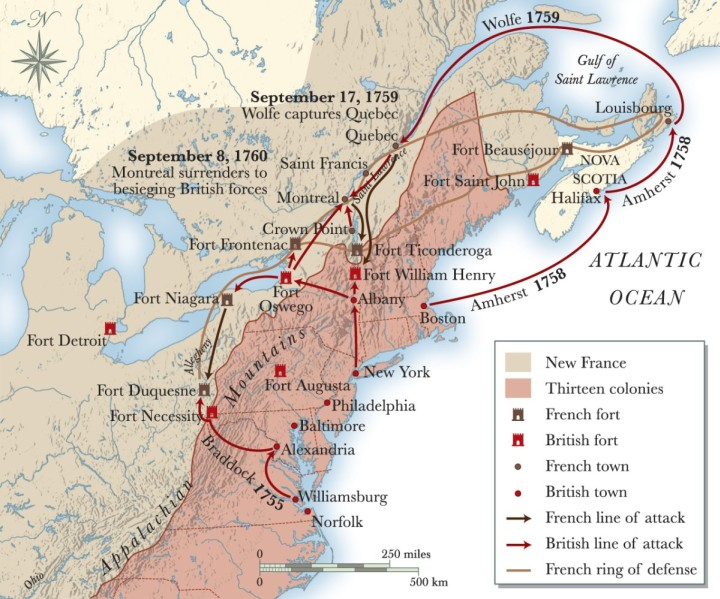 Wolfe 1759
Gulf of
Saint Lawrence
September 17, 1759
Wolfe captures Quebec
Louisbourg
Quebec
September 8, 1760
Montreal surrenders to
besieging British forces
Saint Francis
Saint Lawrence
Fort Beauséjour
NOVA
SCOTIA
Fort Saint John
Halifax
Amherst 1758
Montreal
Crown Point
Fort Frontenac
Fort Ticonderoga
Fort William Henry
ATLANTIC
OCEAN
Amherst 1758
Fort Niagara
Fort
Oswego
Albany
Boston
Fort Detroit
Allegheny
Mountains
New York
Fort Augusta
Fort Duquesne
Philadelphia
Fort Necessity
Baltimore
Braddock 1755
Alexandria
Williamsburg
Norfolk
Appalachian
Ohio
0 250 miles
0 500 km
New France
Thirteen colonies
French fort
British fort
French town
British town
French line of attack
British line of attack
French ring of defense